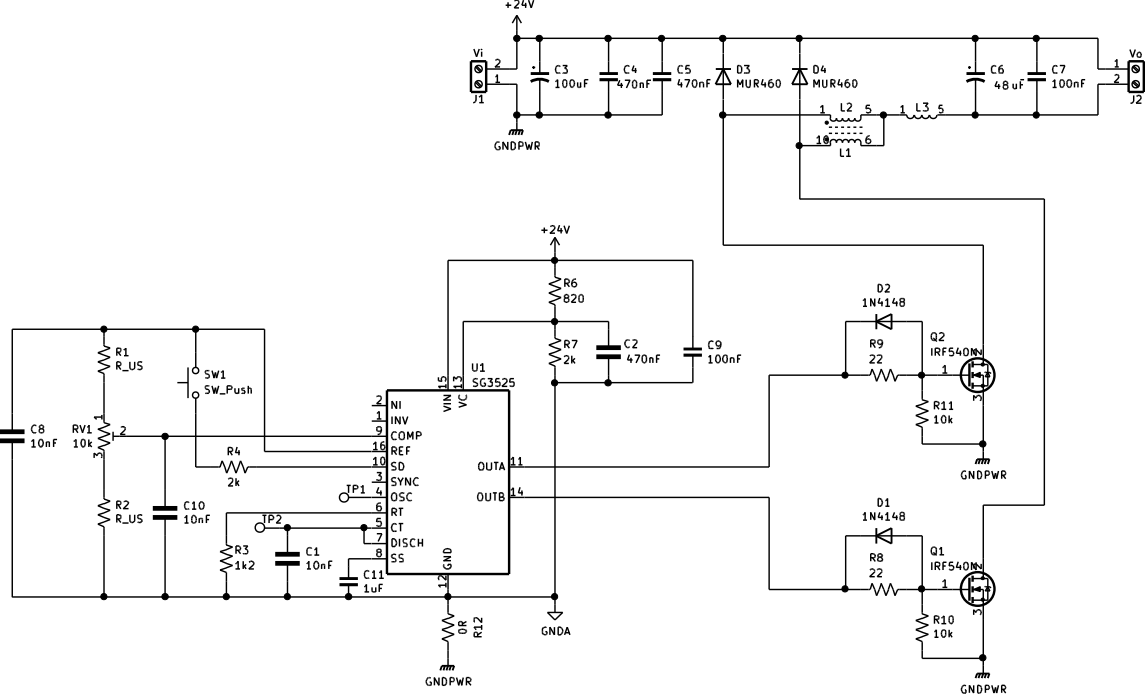 +24V
Vi
2
1
J1
C3
100uF
C4
470nF
C5
470nF
D3
MUR460
D4
MUR460
C6
48uF
C7
100nF
Vo
1
2
J2
1 L2 5
1 L3 5
10 6
L1
GNDPWR
+24V
R6
820
R7
2k
C2
470nF
C9
100nF
D2
1N4148
R9
22
Q2
IRF540N
2
1
3
R11
10k
GNDPWR
R1
R_US
SW1
SW_Push
U1
SG3525
15 VIN
13 VC
2 NI
1 INV
9 COMP
16 REF
10 SD
3 SYNC
4 OSC
6 RT
5 CT
7 DISCH
8 SS
OUTA 11
OUTB 14
12 GND
C8
10nF
RV1
10k
1
2
3
R4
2k
TP1
R2
R_US
C10
10nF
TP2
R3
1k2
C1
10nF
C11
1uF
D1
1N4148
R8
22
Q1
IRF540N
2
1
3
R10
10k
GNDPWR
0R
R12
GNDA
GNDPWR